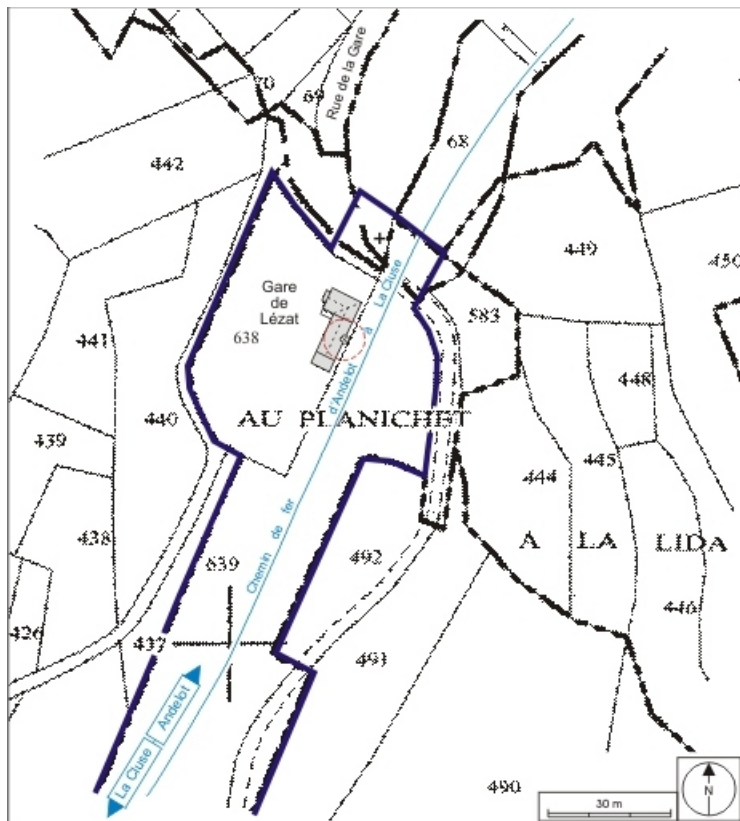 70
69
Rue de la Gare
68
442
449
450
Gare
de
Lézat
638
583
441
448
440
AU PLANICHET
439
444
445
438
Chemin de fer d'Andelot à La Cluse
A LA LIDA
639
492
446
426
437
491
La Cluse
Andelot
490
30 m
N